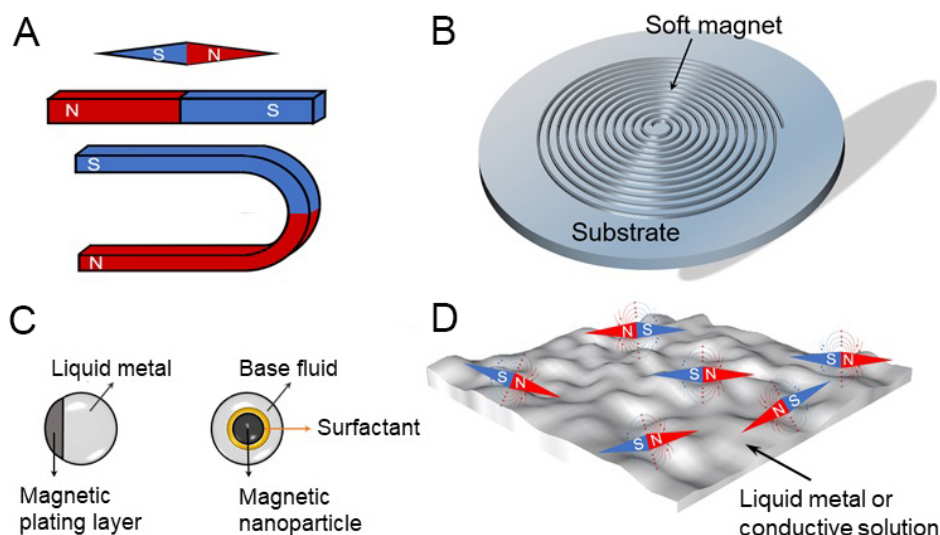 A
S N
N S
S
N
B
Soft magnet
Substrate
C
Liquid metal
Magnetic
plating layer
Base fluid
Surfactant
Magnetic
nanoparticle
D
N S
S N
S N
S N
N S
S N
Liquid metal or
conductive solution